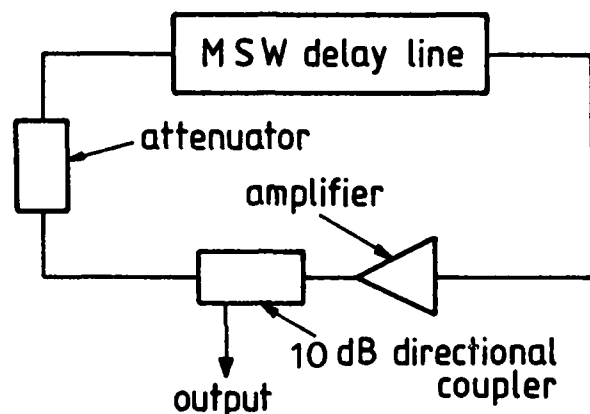 MSW delay line
attenuator
amplifier
10 dB directional
coupler
output